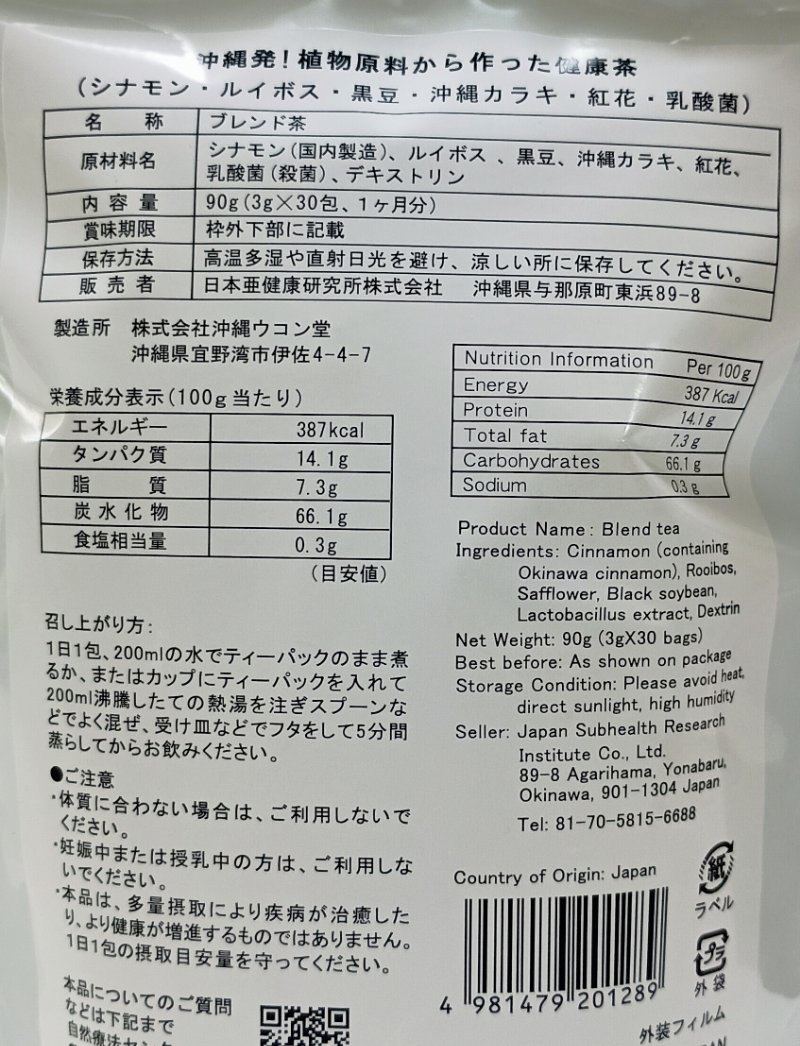 沖縄発!植物原料から作った健康茶
(シナモン・ルイボス・黒豆・沖縄カラキ・紅花・乳酸菌)
名 称 ブレンド茶
原材料名 シナモン(国内製造)、ルイボス、黒豆、沖縄カラキ、紅花、
乳酸菌(殺菌)、デキストリン
内 容 量 90g(3g×30包、1ヶ月分)
賞味期限 枠外下部に記載
保存方法 高温多湿や直射日光を避け、涼しい所に保存してください。
販 売 者 日本亜健康研究所株式会社 沖縄県与那原町東浜89-8
製造所 株式会社沖縄ウコン堂
沖縄県宜野湾市伊佐4-4-7
栄養成分表示(100g当たり)
エネルギー 387kcal
タンパク質 14.1g
脂 質 7.3g
炭水化物 66.1g
食塩相当量 0.3g
(目安値)
召し上がり方:
1日1包、200mlの水でティーパックのまま煮
るか、またはカップにティーパックを入れて
200ml沸騰したての熱湯を注ぎスプーンな
どでよく混ぜ、受け皿などでフタをして5分間
蒸らしてからお飲みください。
●ご注意
・体質に合わない場合は、ご利用しないで
ください。
・妊娠中または授乳中の方は、ご利用しな
いでください。
・本品は、多量摂取により疾病が治癒した
り、より健康が増進するものではありません。
1日1包の摂取目安量を守ってください。
本品についてのご質問
などは下記まで
自然療法セン
Nutrition Information Per 100g
Energy 387 Kcal
Protein 14.1g
Total fat 7.3g
Carbohydrates 66.1g
Sodium 0.3g
Product Name: Blend tea
Ingredients: Cinnamon (containing
Okinawa cinnamon), Rooibos,
Safflower, Black soybean,
Lactobacillus extract, Dextrin
Net Weight: 90g (3gX30 bags)
Best before: As shown on package
Storage Condition: Please avoid heat,
direct sunlight, high humidity
Seller: Japan Subhealth Research
Institute Co., Ltd.
89-8 Agarihama, Yonabaru,
Okinawa, 901-1304 Japan
Tel: 81-70-5815-6688
Country of Origin: Japan
4 981479 201289
紙
ラベル
プラ
外袋
外装フィルム